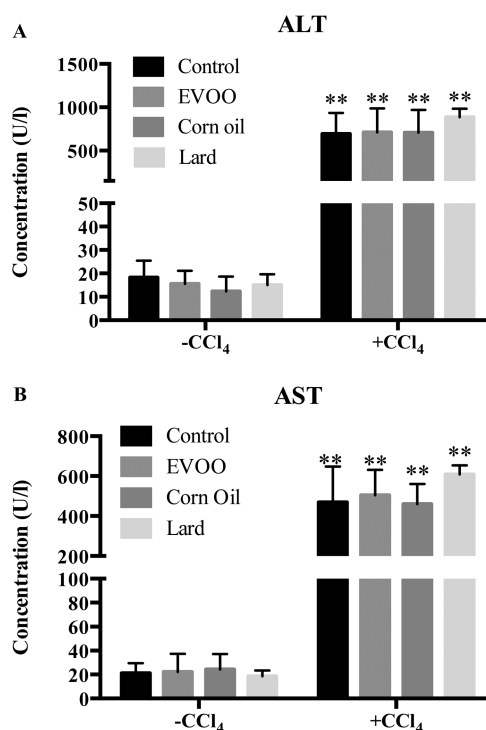 A
ALT
Concentration (U/l)
1500
1000
500
50
40
30
20
10
0
Control
EVOO
Corn oil
Lard
** ** ** **
-CCl₄
+CCl₄
B
AST
Concentration (U/l)
800
600
400
200
100
80
60
40
20
0
Control
EVOO
Corn Oil
Lard
** ** ** **
-CCl₄
+CCl₄